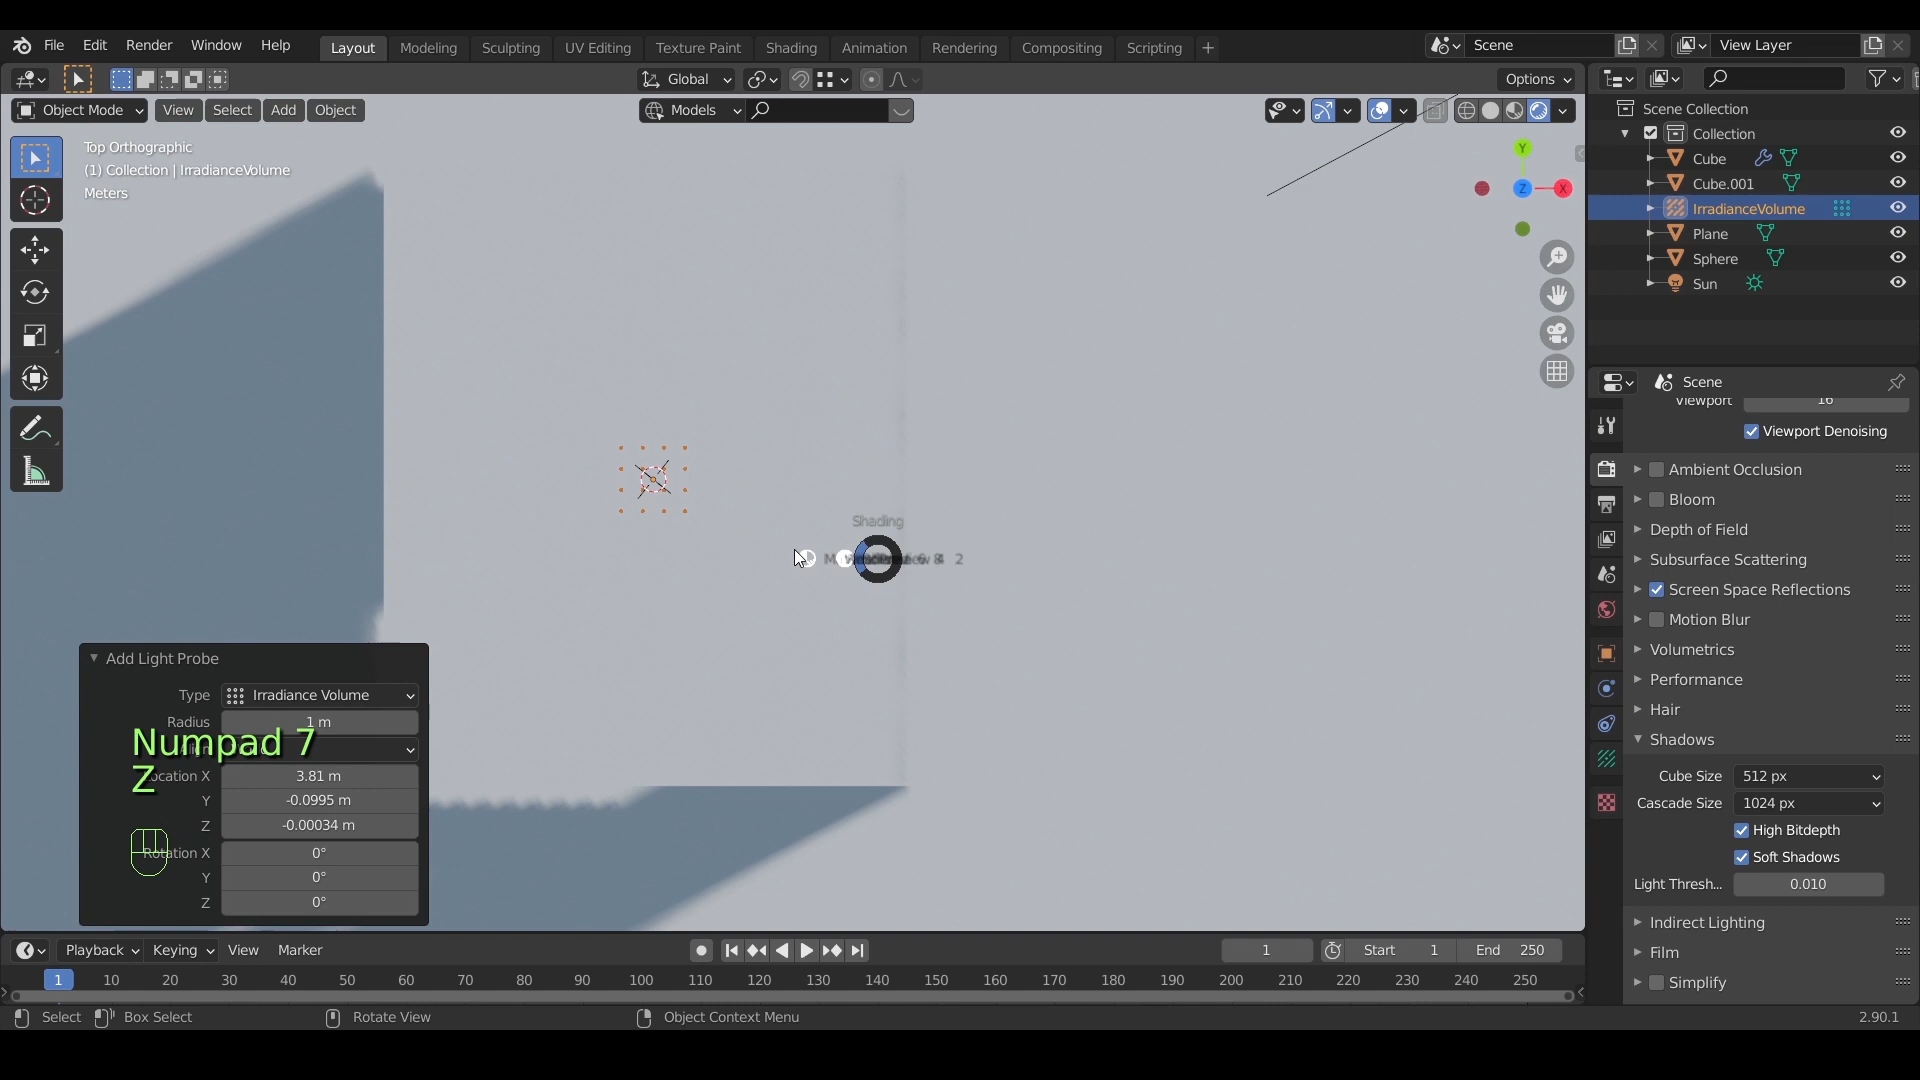 File Edit Render Window Help Layout Modeling Sculpting UV Editing Texture Paint Shading Animation Rendering Compositing Scripting + Scene View Layer
Global Options
Object Mode View Select Add Object Models
Top Orthographic
(1) Collection | IrradianceVolume
Meters
Y
Z
X
Scene Collection
Collection
Cube
Cube.001
IrradianceVolume
Plane
Sphere
Sun
Scene
Viewport 16
Viewport Denoising
Ambient Occlusion
Bloom
Depth of Field
Subsurface Scattering
Screen Space Reflections
Motion Blur
Volumetrics
Performance
Hair
Shadows
Cube Size 512 px
Cascade Size 1024 px
High Bitdepth
Soft Shadows
Light Thresh... 0.010
Indirect Lighting
Film
Simplify
Shading
Add Light Probe
Type Irradiance Volume
Radius 1 m
Numpad 7
Z
Location X 3.81 m
Y -0.0995 m
Z -0.00034 m
Rotation X 0°
Y 0°
Z 0°
Playback Keying View Marker 1 Start 1 End 250
1 10 20 30 40 50 60 70 80 90 100 110 120 130 140 150 160 170 180 190 200 210 220 230 240 250
Select Box Select Rotate View Object Context Menu 2.90.1